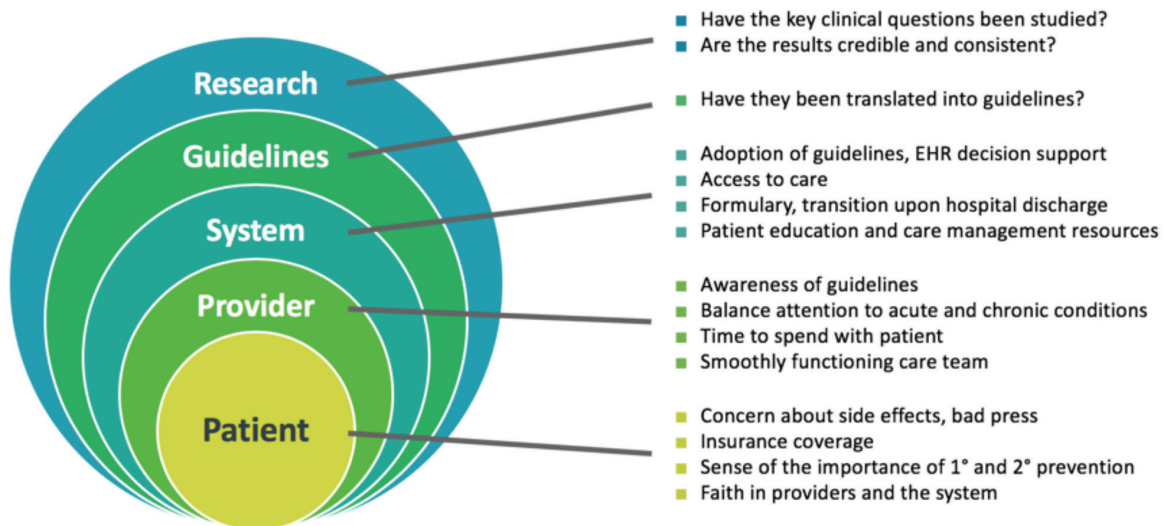 Research
Guidelines
System
Provider
Patient
Have the key clinical questions been studied?
Are the results credible and consistent?
Have they been translated into guidelines?
Adoption of guidelines, EHR decision support
Access to care
Formulary, transition upon hospital discharge
Patient education and care management resources
Awareness of guidelines
Balance attention to acute and chronic conditions
Time to spend with patient
Smoothly functioning care team
Concern about side effects, bad press
Insurance coverage
Sense of the importance of 1° and 2° prevention
Faith in providers and the system